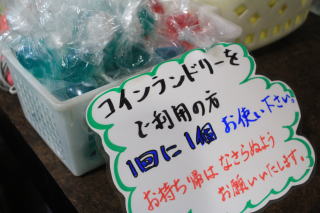 コインランドリーを
ご利用の方
1回に1個お使い下さい。
お持ち帰はなさらぬよう
お願いいたします。